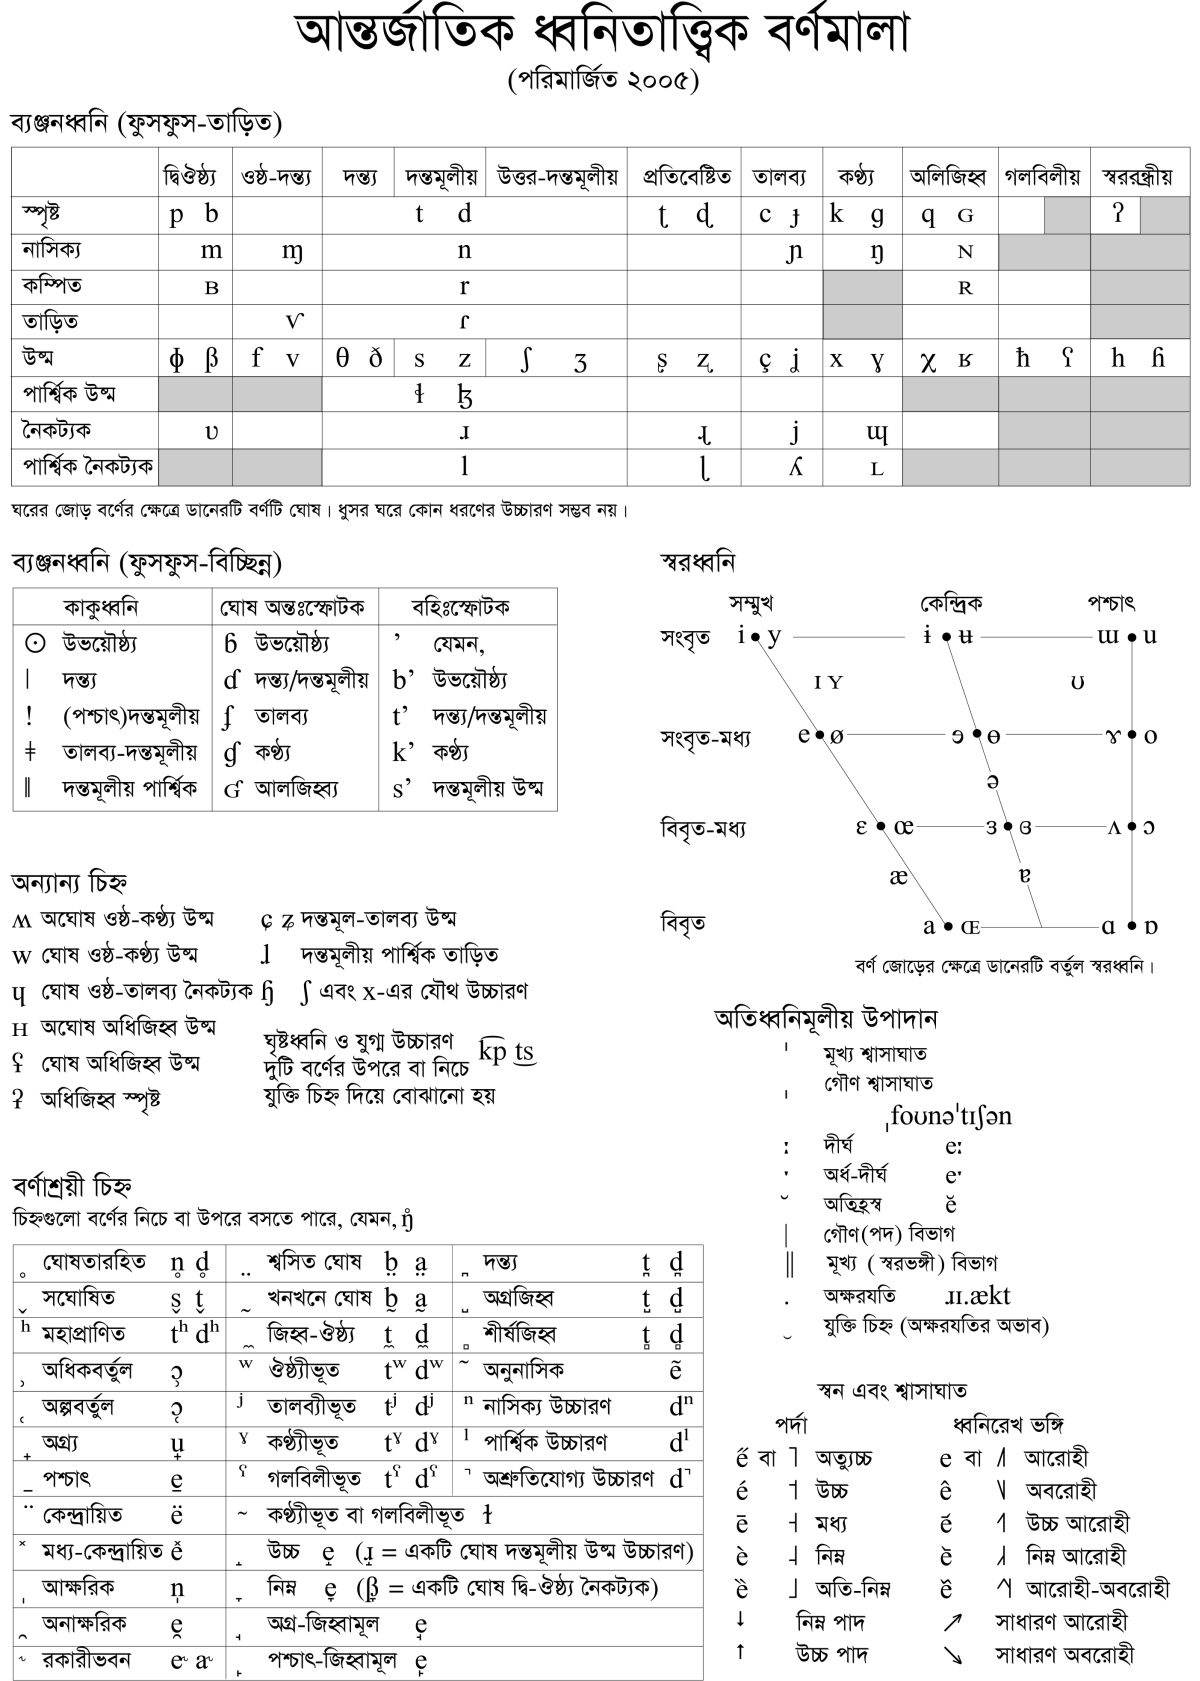 আন্তর্জাতিক ধ্বনিতাত্ত্বিক বর্ণমালা
(পরিমার্জিত ২০০৫)
ব্যঞ্জনধ্বনি (ফুসফুস-তাড়িত)
দ্বিঔষ্ঠ্য ওষ্ঠ-দন্ত্য দন্ত্য দন্তমূলীয় উত্তর-দন্তমূলীয় প্রতিবেষ্টিত তালব্য কণ্ঠ্য অলিজিহ্ব গলবিলীয় স্বররন্ধ্রীয়
স্পৃষ্ট p b t d ʈ ɖ c ɟ k ɡ q ɢ ʔ
নাসিক্য m ɱ n ɲ ŋ ɴ
কম্পিত ʙ r ʀ
তাড়িত ⱱ ɾ
উষ্ম ɸ β f v θ ð s z ʃ ʒ ʂ ʐ ç ʝ x ɣ χ ʁ ħ ʕ h ɦ
পার্শ্বিক উষ্ম ɬ ɮ
নৈকট্যক ʋ ɹ ɻ j ɰ
পার্শ্বিক নৈকট্যক l ɭ ʎ ʟ
ঘরের জোড় বর্ণের ক্ষেত্রে ডানেরটি বর্ণটি ঘোষ। ধুসর ঘরে কোন ধরণের উচ্চারণ সম্ভব নয়।
ব্যঞ্জনধ্বনি (ফুসফুস-বিচ্ছিন্ন)
কাকুধ্বনি ঘোষ অন্তঃস্ফোটক বহিঃস্ফোটক
ʘ উভয়ৌষ্ঠ্য ɓ উভয়ৌষ্ঠ্য ʼ যেমন,
ǀ দন্ত্য ɗ দন্ত্য/দন্তমূলীয় bʼ উভয়ৌষ্ঠ্য
ǃ (পশ্চাৎ)দন্তমূলীয় ʄ তালব্য tʼ দন্ত্য/দন্তমূলীয়
ǂ তালব্য-দন্তমূলীয় ɠ কণ্ঠ্য kʼ কণ্ঠ্য
ǁ দন্তমূলীয় পার্শ্বিক ʛ আলজিহ্ব্য sʼ দন্তমূলীয় উষ্ম
স্বরধ্বনি
সম্মুখ কেন্দ্রিক পশ্চাৎ
সংবৃত i y ɨ ʉ ɯ u
ɪ ʏ ʊ
সংবৃত-মধ্য e ø ɘ ɵ ɤ o
ə
বিবৃত-মধ্য ɛ œ ɜ ɞ ʌ ɔ
æ ɐ
বিবৃত a ɶ ɑ ɒ
বর্ণ জোড়ের ক্ষেত্রে ডানেরটি বর্তুল স্বরধ্বনি।
অন্যান্য চিহ্ন
ʍ অঘোষ ওষ্ঠ-কণ্ঠ্য উষ্ম ɕ ʑ দন্তমূল-তালব্য উষ্ম
w ঘোষ ওষ্ঠ-কণ্ঠ্য উষ্ম ɺ দন্তমূলীয় পার্শ্বিক তাড়িত
ɥ ঘোষ ওষ্ঠ-তালব্য নৈকট্যক ɧ ʃ এবং x-এর যৌথ উচ্চারণ
ʜ অঘোষ অধিজিহ্ব উষ্ম
ʢ ঘোষ অধিজিহ্ব উষ্ম
ʡ অধিজিহ্ব স্পৃষ্ট
ঘৃষ্টধ্বনি ও যুগ্ম উচ্চারণ
দুটি বর্ণের উপরে বা নিচে k͡p t͜s
যুক্তি চিহ্ন দিয়ে বোঝানো হয়
অতিধ্বনিমূলীয় উপাদান
ˈ মূখ্য শ্বাসাঘাত
ˌ গৌণ শ্বাসাঘাত
ˌfoʊnəˈtɪʃən
ː দীর্ঘ eː
ˑ অর্ধ-দীর্ঘ eˑ
˘ অতিহ্রস্ব ĕ
| গৌণ(পদ) বিভাগ
‖ মূখ্য ( স্বরভঙ্গী) বিভাগ
. অক্ষরযতি ɹɪ.ækt
‿ যুক্তি চিহ্ন (অক্ষরযতির অভাব)
বর্ণাশ্রয়ী চিহ্ন
চিহ্নগুলো বর্ণের নিচে বা উপরে বসতে পারে, যেমন, ŋ̊
̥ ঘোষতারহিত n̥ d̥ ̤ শ্বসিত ঘোষ b̤ a̤ ̪ দন্ত্য t̪ d̪
̬ সঘোষিত s̬ t̬ ̰ খনখনে ঘোষ b̰ a̰ ̺ অগ্রজিহ্ব t̺ d̺
ʰ মহাপ্রাণিত tʰ dʰ ̼ জিহ্ব-ঔষ্ঠ্য t̼ d̼ ̻ শীর্ষজিহ্ব t̻ d̻
̹ অধিকবর্তুল ɔ̹ ʷ ঔষ্ঠ্যীভূত tʷ dʷ ̃ অনুনাসিক ẽ
̜ অল্পবর্তুল ɔ̜ ʲ তালব্যীভূত tʲ dʲ ⁿ নাসিক্য উচ্চারণ dⁿ
̟ অগ্র্য u̟ ˠ কণ্ঠ্যীভূত tˠ dˠ ˡ পার্শ্বিক উচ্চারণ dˡ
̠ পশ্চাৎ e̠ ˤ গলবিলীভূত tˤ dˤ ̚ অশ্রুতিযোগ্য উচ্চারণ d̚
̈ কেন্দ্রায়িত ë ̴ কণ্ঠ্যীভূত বা গলবিলীভূত ɫ
̽ মধ্য-কেন্দ্রায়িত e̽ ̝ উচ্চ e̝ (ɹ̝ = একটি ঘোষ দন্তমূলীয় উষ্ম উচ্চারণ)
̩ আক্ষরিক n̩ ̞ নিম্ন e̞ (β̞ = একটি ঘোষ দ্বি-ঔষ্ঠ্য নৈকট্যক)
̯ অনাক্ষরিক e̯ ̘ অগ্র-জিহ্বামূল e̘
˞ রকারীভবন e˞ a˞ ̙ পশ্চাৎ-জিহ্বামূল e̙
স্বন এবং শ্বাসাঘাত
পর্দা ধ্বনিরেখ ভঙ্গি
e̋ বা ˥ অত্যুচ্চ e বা ˩˥ আরোহী
é ˦ উচ্চ ê ˥˩ অবরোহী
ē ˧ মধ্য e᷄ ˦˥ উচ্চ আরোহী
è ˨ নিম্ন e᷅ ˩˨ নিম্ন আরোহী
ȅ ˩ অতি-নিম্ন e᷈ ˧˦˧ আরোহী-অবরোহী
ꜜ নিম্ন পাদ ↗ সাধারণ আরোহী
ꜛ উচ্চ পাদ ↘ সাধারণ অবরোহী